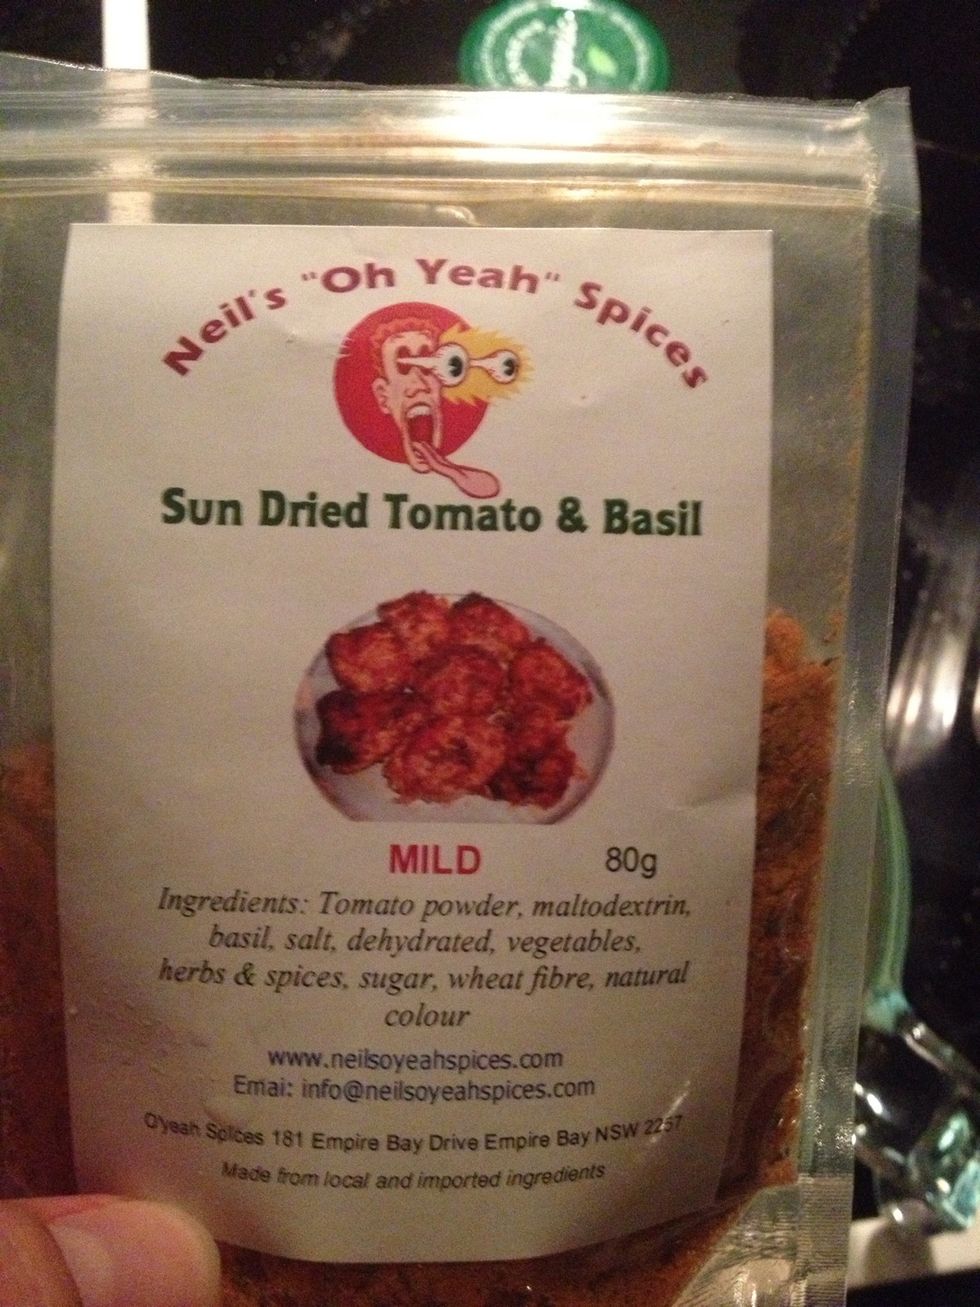 Neil's "Oh Yeah" Spices
Sun Dried Tomato & Basil
MILD 80g
Ingredients: Tomato powder, maltodextrin,
basil, salt, dehydrated, vegetables,
herbs & spices, sugar, wheat fibre, natural
colour
www.neilsoyeahspices.com
Emai: info@neilsoyeahspices.com
O'yeah Spices 181 Empire Bay Drive Empire Bay NSW 2257
Made from local and imported ingredients